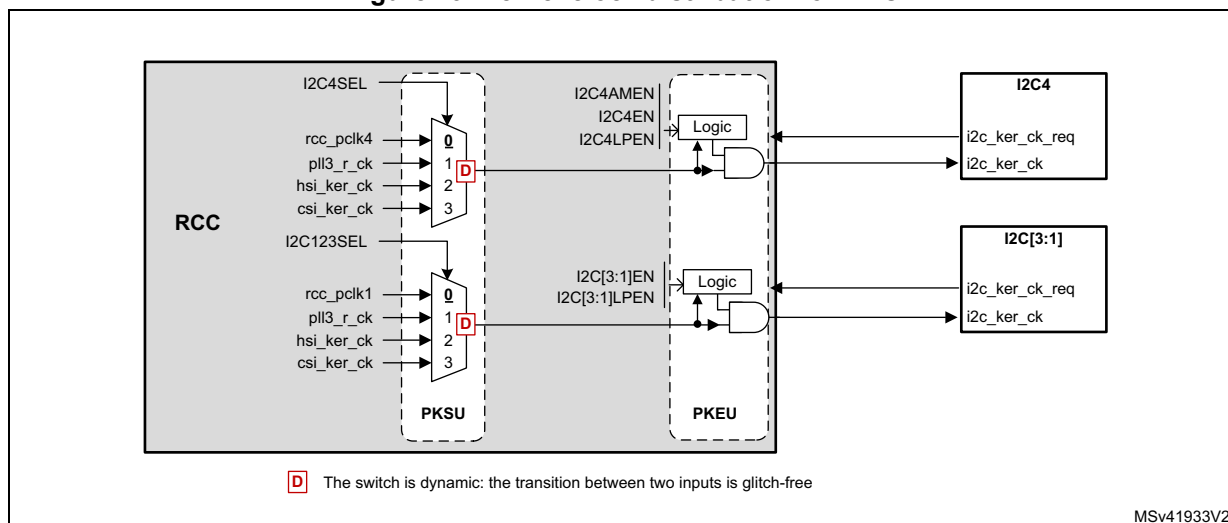 I2C4SEL
rcc_pclk4
pll3_r_ck
hsi_ker_ck
csi_ker_ck
0
1
2
3
D
I2C4AMEN
I2C4EN
I2C4LPEN
Logic
I2C4
i2c_ker_ck_req
i2c_ker_ck
RCC
I2C123SEL
rcc_pclk1
pll3_r_ck
hsi_ker_ck
csi_ker_ck
0
1
2
3
D
I2C[3:1]EN
I2C[3:1]LPEN
Logic
I2C[3:1]
i2c_ker_ck_req
i2c_ker_ck
PKSU
PKEU
D The switch is dynamic: the transition between two inputs is glitch-free
MSv41933V2